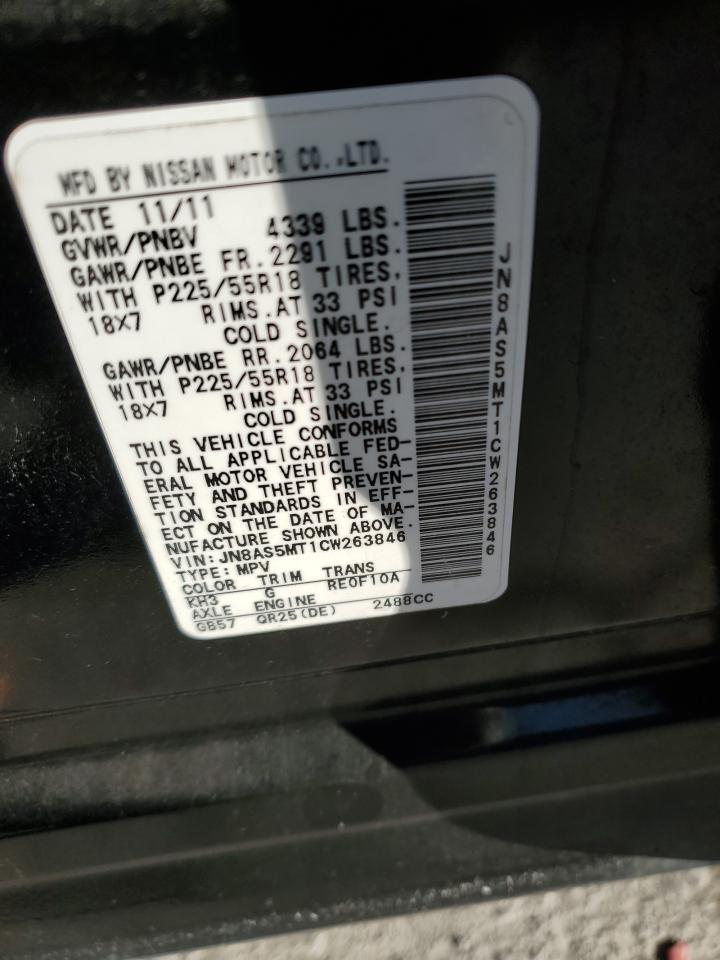 MFD BY NISSAN MOTOR CO.,LTD.
DATE 11/11
GVWR/PNBV 4339 LBS.
GAWR/PNBE FR. 2291 LBS.
WITH P225/55R18 TIRES,
18X7 RIMS.AT 33 PSI
COLD SINGLE.
GAWR/PNBE RR. 2064 LBS.
WITH P225/55R18 TIRES,
18X7 RIMS.AT 33 PSI
COLD SINGLE.
THIS VEHICLE CONFORMS
TO ALL APPLICABLE FED-
ERAL MOTOR VEHICLE SA-
FETY AND THEFT PREVEN-
TION STANDARDS IN EFF-
ECT ON THE DATE OF MA-
NUFACTURE SHOWN ABOVE.
VIN:JN8AS5MT1CW263846
TYPE:MPV
COLOR TRIM TRANS
KH3 G RE0F10A
AXLE ENGINE
GB57 QR25(DE) 2488CC
JN8AS5MT1CW263846